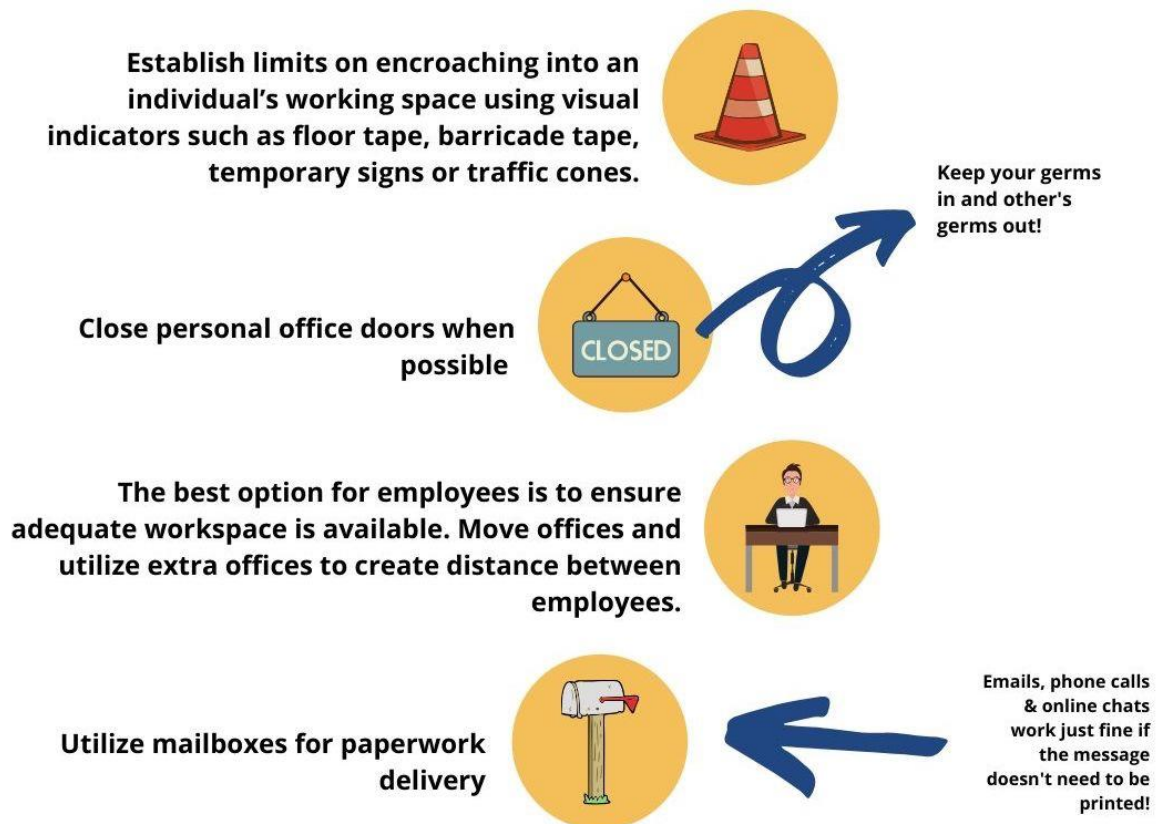 Establish limits on encroaching into an
individual’s working space using visual
indicators such as floor tape, barricade tape,
temporary signs or traffic cones.
Keep your germs
in and other's
germs out!
Close personal office doors when
possible
CLOSED
The best option for employees is to ensure
adequate workspace is available. Move offices and
utilize extra offices to create distance between
employees.
Utilize mailboxes for paperwork
delivery
Emails, phone calls
& online chats
work just fine if
the message
doesn't need to be
printed!